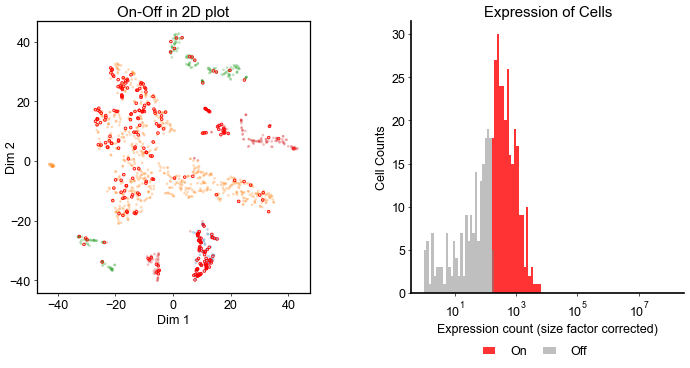 On-Off in 2D plot
Dim 2
40
20
0
−20
−40
−40 −20 0 20 40
Dim 1
Expression of Cells
Cell Counts
30
25
20
15
10
5
0
10^1 10^3 10^5 10^7
Expression count (size factor corrected)
On Off